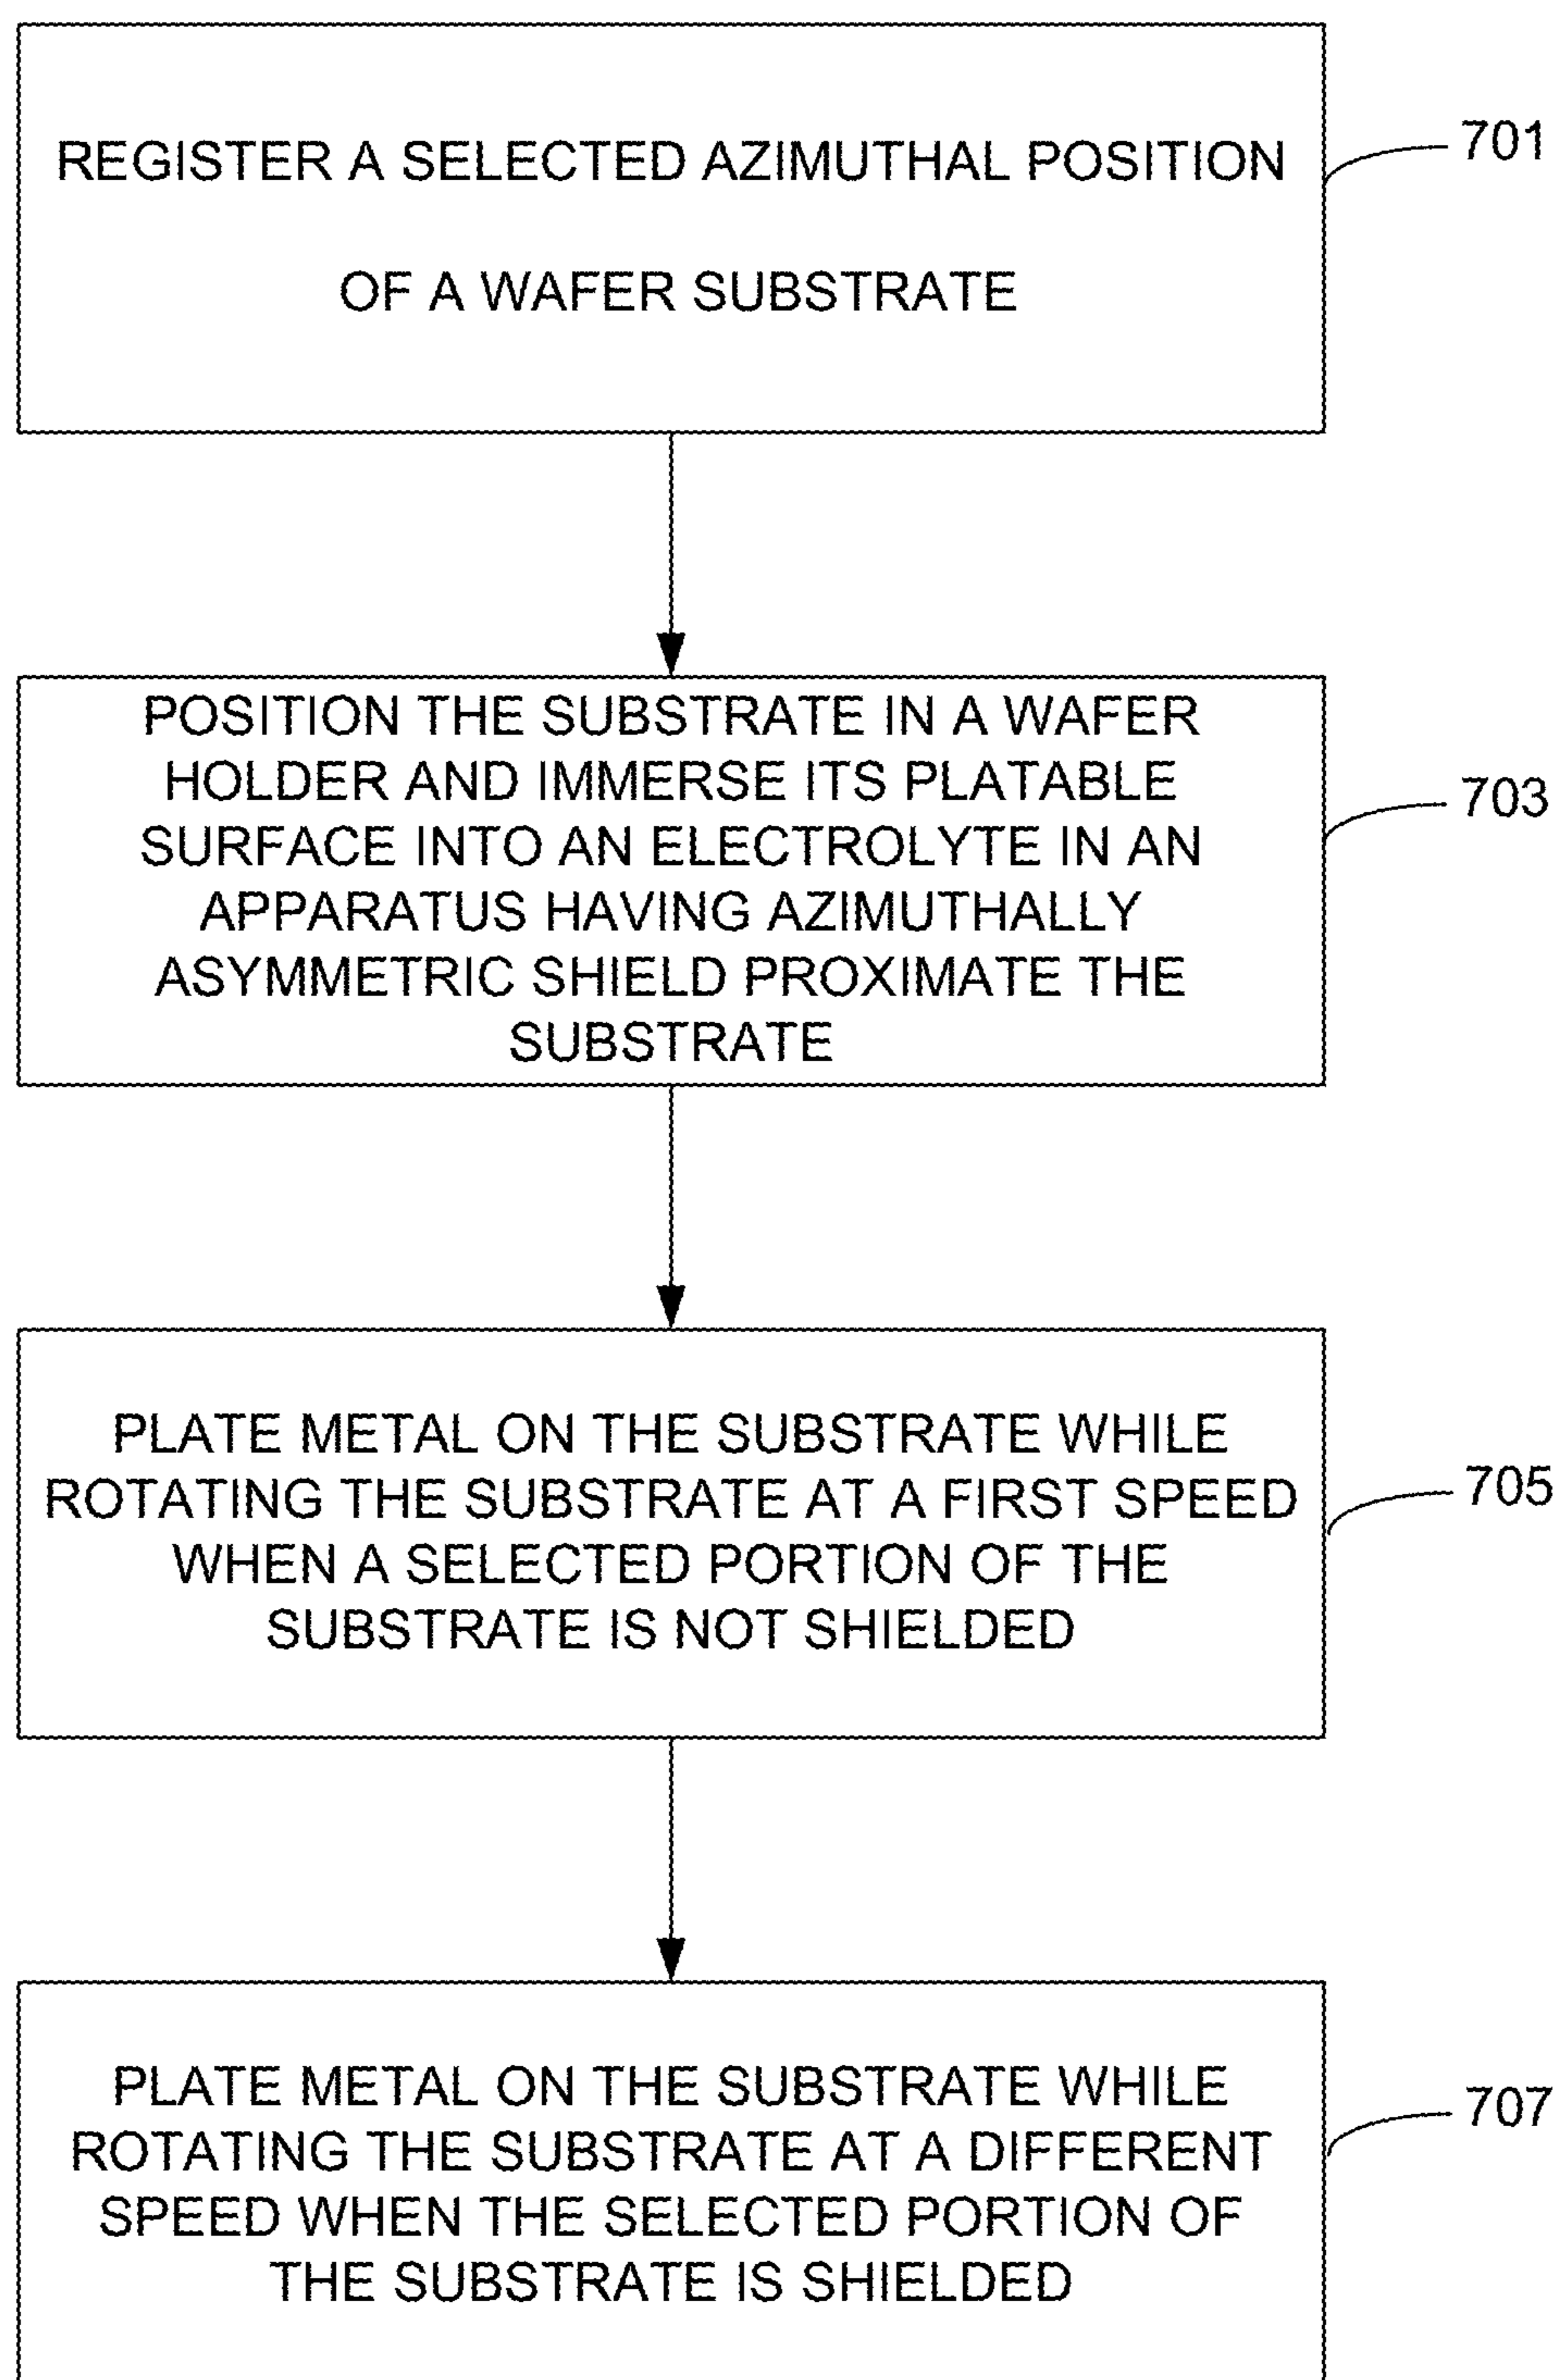 REGISTER A SELECTED AZIMUTHAL POSITION
OF A WAFER SUBSTRATE
701
POSITION THE SUBSTRATE IN A WAFER
HOLDER AND IMMERSE ITS PLATABLE
SURFACE INTO AN ELECTROLYTE IN AN
APPARATUS HAVING AZIMUTHALLY
ASYMMETRIC SHIELD PROXIMATE THE
SUBSTRATE
703
PLATE METAL ON THE SUBSTRATE WHILE
ROTATING THE SUBSTRATE AT A FIRST SPEED
WHEN A SELECTED PORTION OF THE
SUBSTRATE IS NOT SHIELDED
705
PLATE METAL ON THE SUBSTRATE WHILE
ROTATING THE SUBSTRATE AT A DIFFERENT
SPEED WHEN THE SELECTED PORTION OF
THE SUBSTRATE IS SHIELDED
707